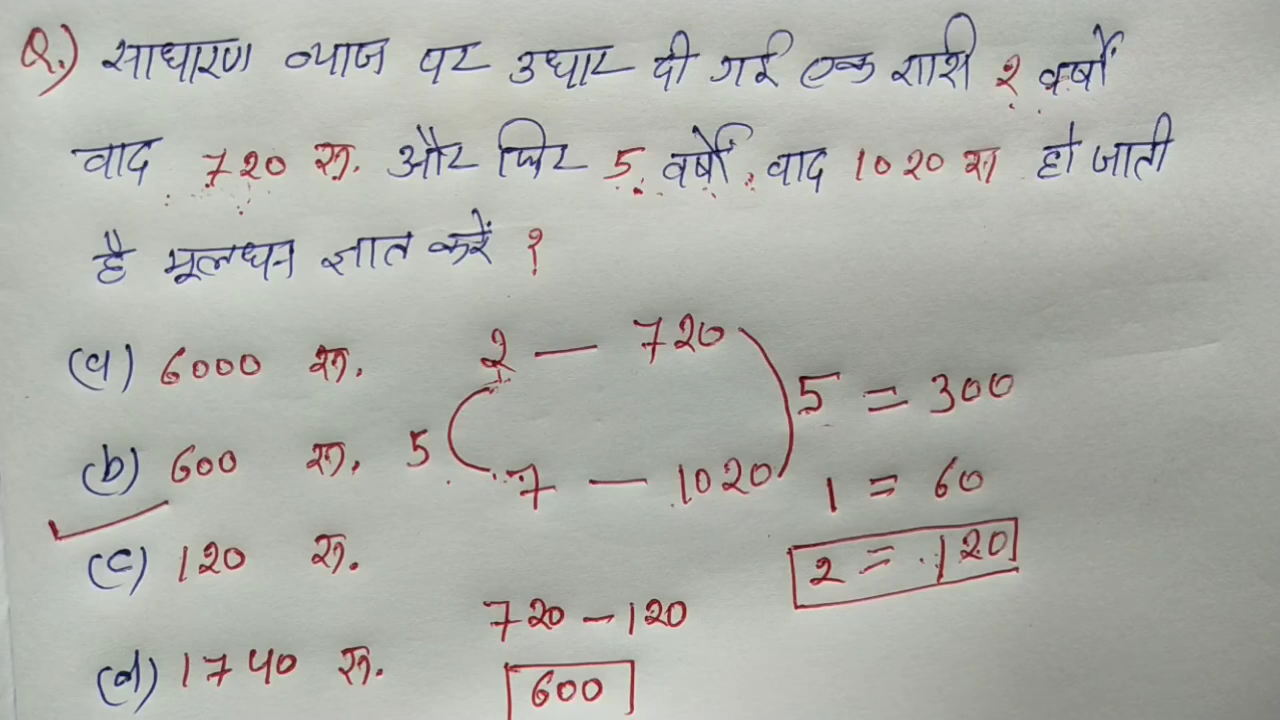 Q.) साधारण व्याज पर उधार दी गई एक राशि २ वर्षों
वाद 720 रु. और फिर 5 वर्षों वाद 1020 रु हो जाती
है मूलधन ज्ञात करें ?
(a) 6000 रु.
(b) 600 रु.
(c) 120 रु.
(d) 1740 रु.
2 — 720
5
7 — 1020
5 = 300
1 = 60
2 = 120
720 - 120
600